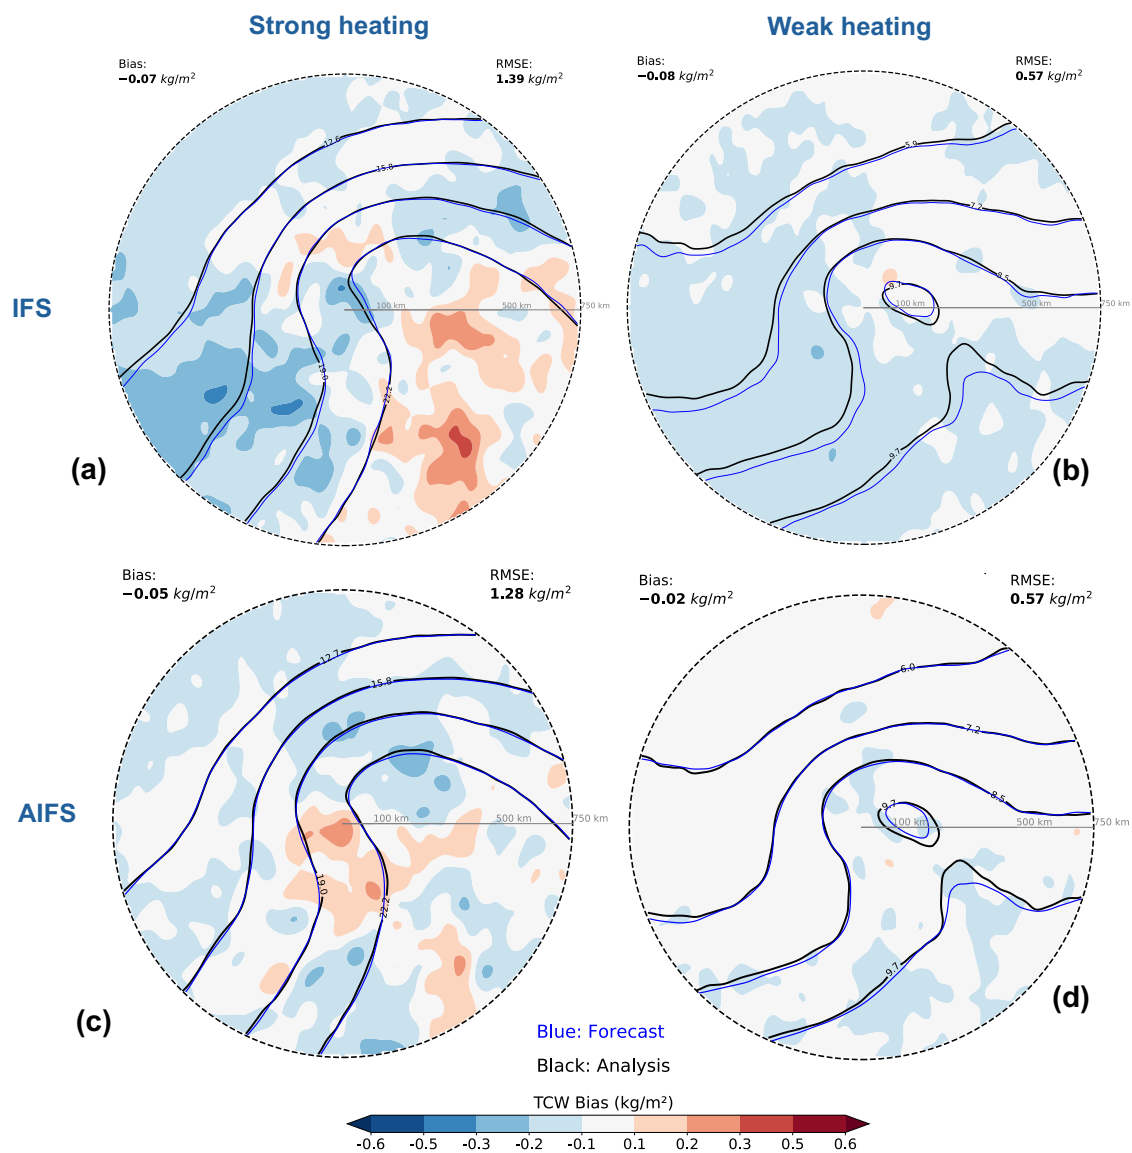 Strong heating
Weak heating
Bias:
−0.07 kg/m²
RMSE:
1.39 kg/m²
Bias:
−0.08 kg/m²
RMSE:
0.57 kg/m²
IFS
12.6
15.8
19.0
22.2
100 km
500 km
750 km
(a)
5.9
7.2
8.5
9.7
100 km
500 km
750 km
9.7
(b)
Bias:
−0.05 kg/m²
RMSE:
1.28 kg/m²
Bias:
−0.02 kg/m²
RMSE:
0.57 kg/m²
AIFS
12.7
15.8
19.0
22.2
100 km
500 km
750 km
(c)
6.0
7.2
8.5
9.7
100 km
500 km
750 km
9.7
(d)
Blue: Forecast
Black: Analysis
TCW Bias (kg/m²)
-0.6 -0.5 -0.3 -0.2 -0.1 0.1 0.2 0.3 0.5 0.6